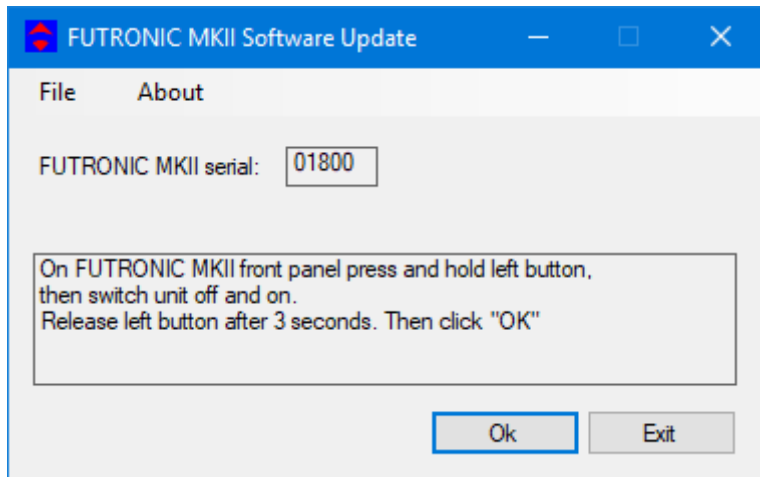 FUTRONIC MKII Software Update
File About
FUTRONIC MKII serial: 01800
On FUTRONIC MKII front panel press and hold left button,
then switch unit off and on.
Release left button after 3 seconds. Then click "OK"
Ok Exit